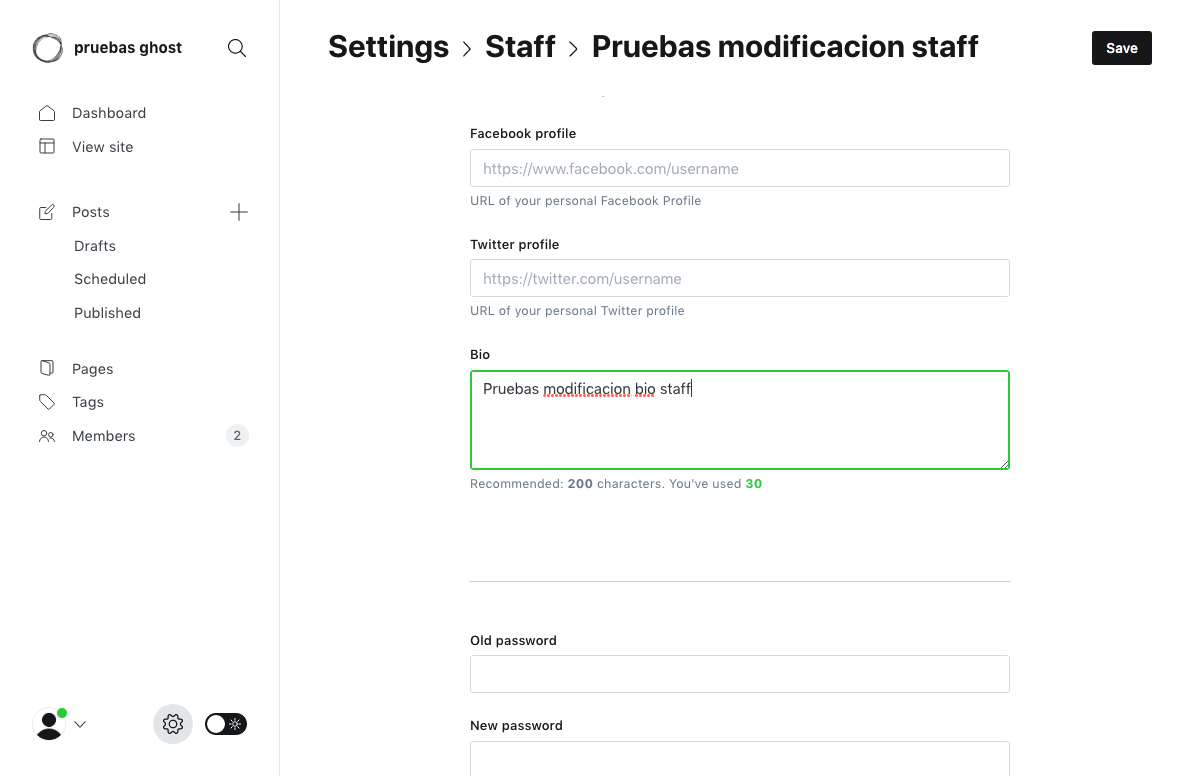 pruebas ghost
Settings > Staff > Pruebas modificacion staff
Save
Dashboard
View site
Posts
Drafts
Scheduled
Published
Pages
Tags
Members 2
Facebook profile
https://www.facebook.com/username
URL of your personal Facebook Profile
Twitter profile
https://twitter.com/username
URL of your personal Twitter profile
Bio
Pruebas modificacion bio staff
Recommended: 200 characters. You've used 30
Old password
New password